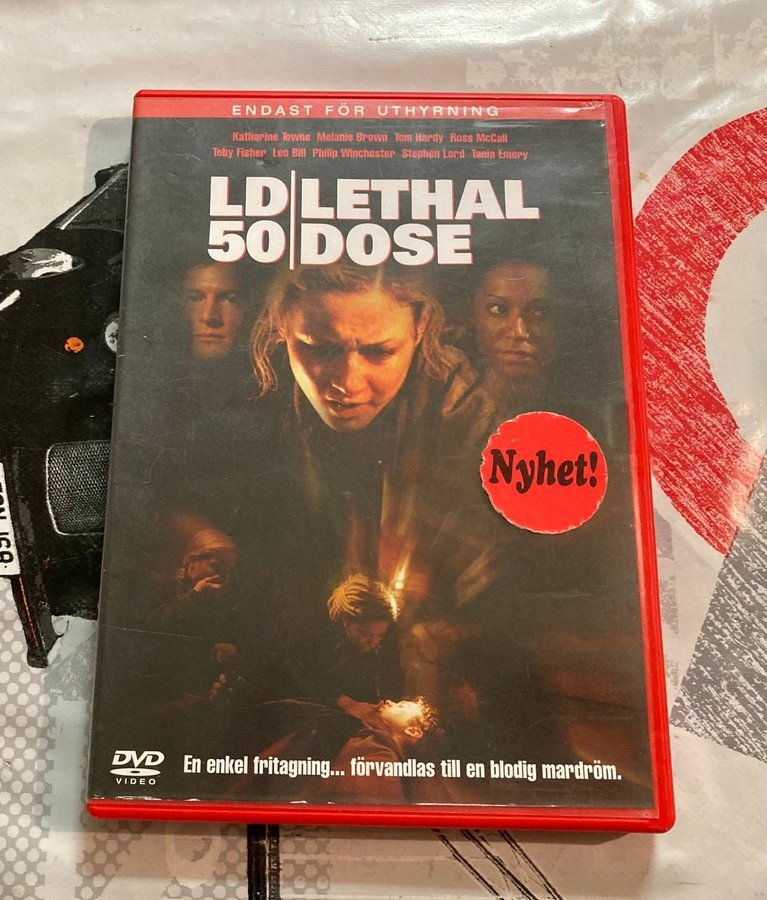 ENDAST FÖR UTHYRNING
Katharine Towne Melanie Brown Tom Hardy Ross McCall
Toby Fisher Leo Bill Philip Winchester Stephen Lord Tania Emery
LD LETHAL
50 DOSE
Nyhet!
DVD
VIDEO
En enkel fritagning... förvandlas till en blodig mardröm.